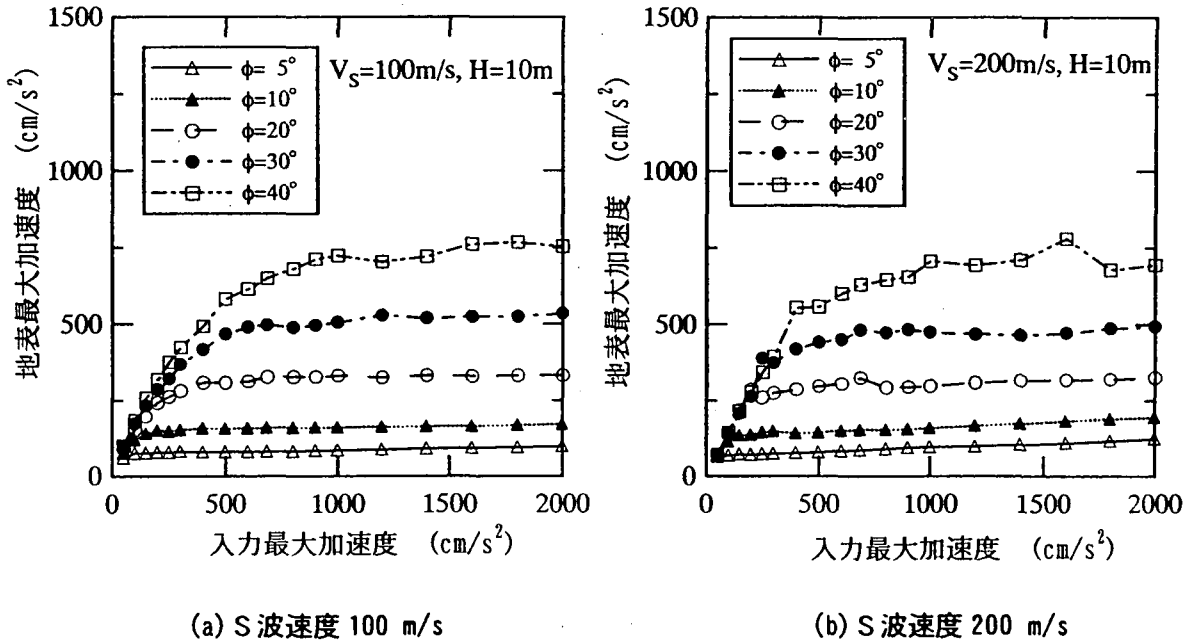 1500
1000
500
0
地表最大加速度 (cm/s²)
φ= 5°
φ=10°
φ=20°
φ=30°
φ=40°
V_S=100m/s, H=10m
0 500 1000 1500 2000
入力最大加速度 (cm/s²)
(a) S 波速度 100 m/s
1500
1000
500
0
地表最大加速度 (cm/s²)
φ= 5°
φ=10°
φ=20°
φ=30°
φ=40°
V_S=200m/s, H=10m
0 500 1000 1500 2000
入力最大加速度 (cm/s²)
(b) S 波速度 200 m/s